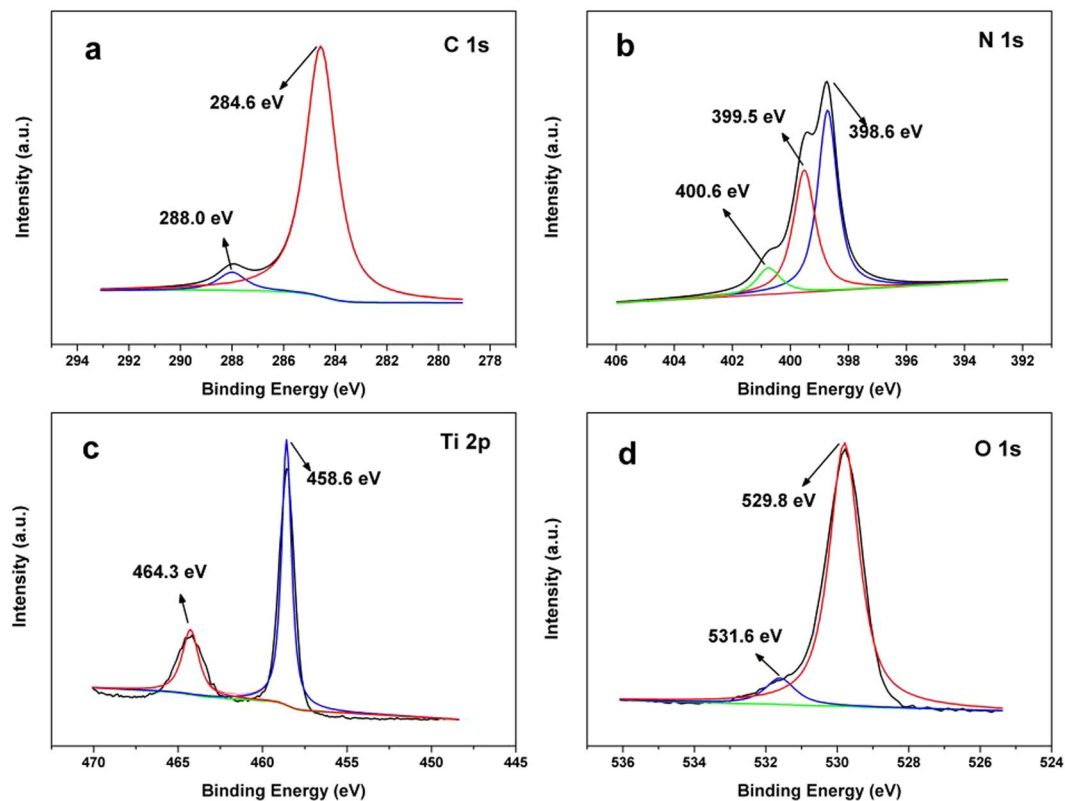 a
C 1s
284.6 eV
288.0 eV
Intensity (a.u.)
294 292 290 288 286 284 282 280 278
Binding Energy (eV)
b
N 1s
399.5 eV
398.6 eV
400.6 eV
Intensity (a.u.)
406 404 402 400 398 396 394 392
Binding Energy (eV)
c
Ti 2p
458.6 eV
464.3 eV
Intensity (a.u.)
470 465 460 455 450 445
Binding Energy (eV)
d
O 1s
529.8 eV
531.6 eV
Intensity (a.u.)
536 534 532 530 528 526 524
Binding Energy (eV)